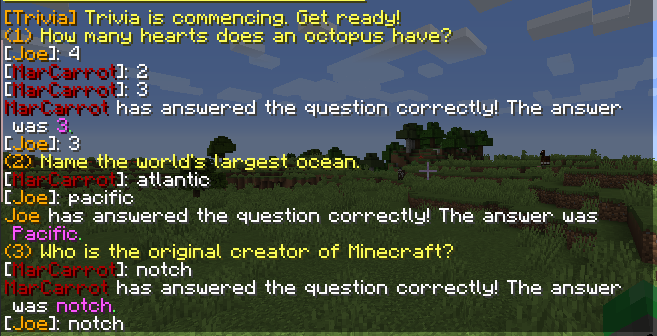 [Trivia] Trivia is commencing. Get ready!
(1) How many hearts does an octopus have?
[Joe]: 4
[MarCarrot]: 2
[MarCarrot]: 3
MarCarrot has answered the question correctly! The answer
was 3.
[Joe]: 3
(2) Name the world's largest ocean.
[MarCarrot]: atlantic
[Joe]: pacific
Joe has answered the question correctly! The answer was
Pacific.
(3) Who is the original creator of Minecraft?
[MarCarrot]: notch
MarCarrot has answered the question correctly! The answer
was notch.
[Joe]: notch